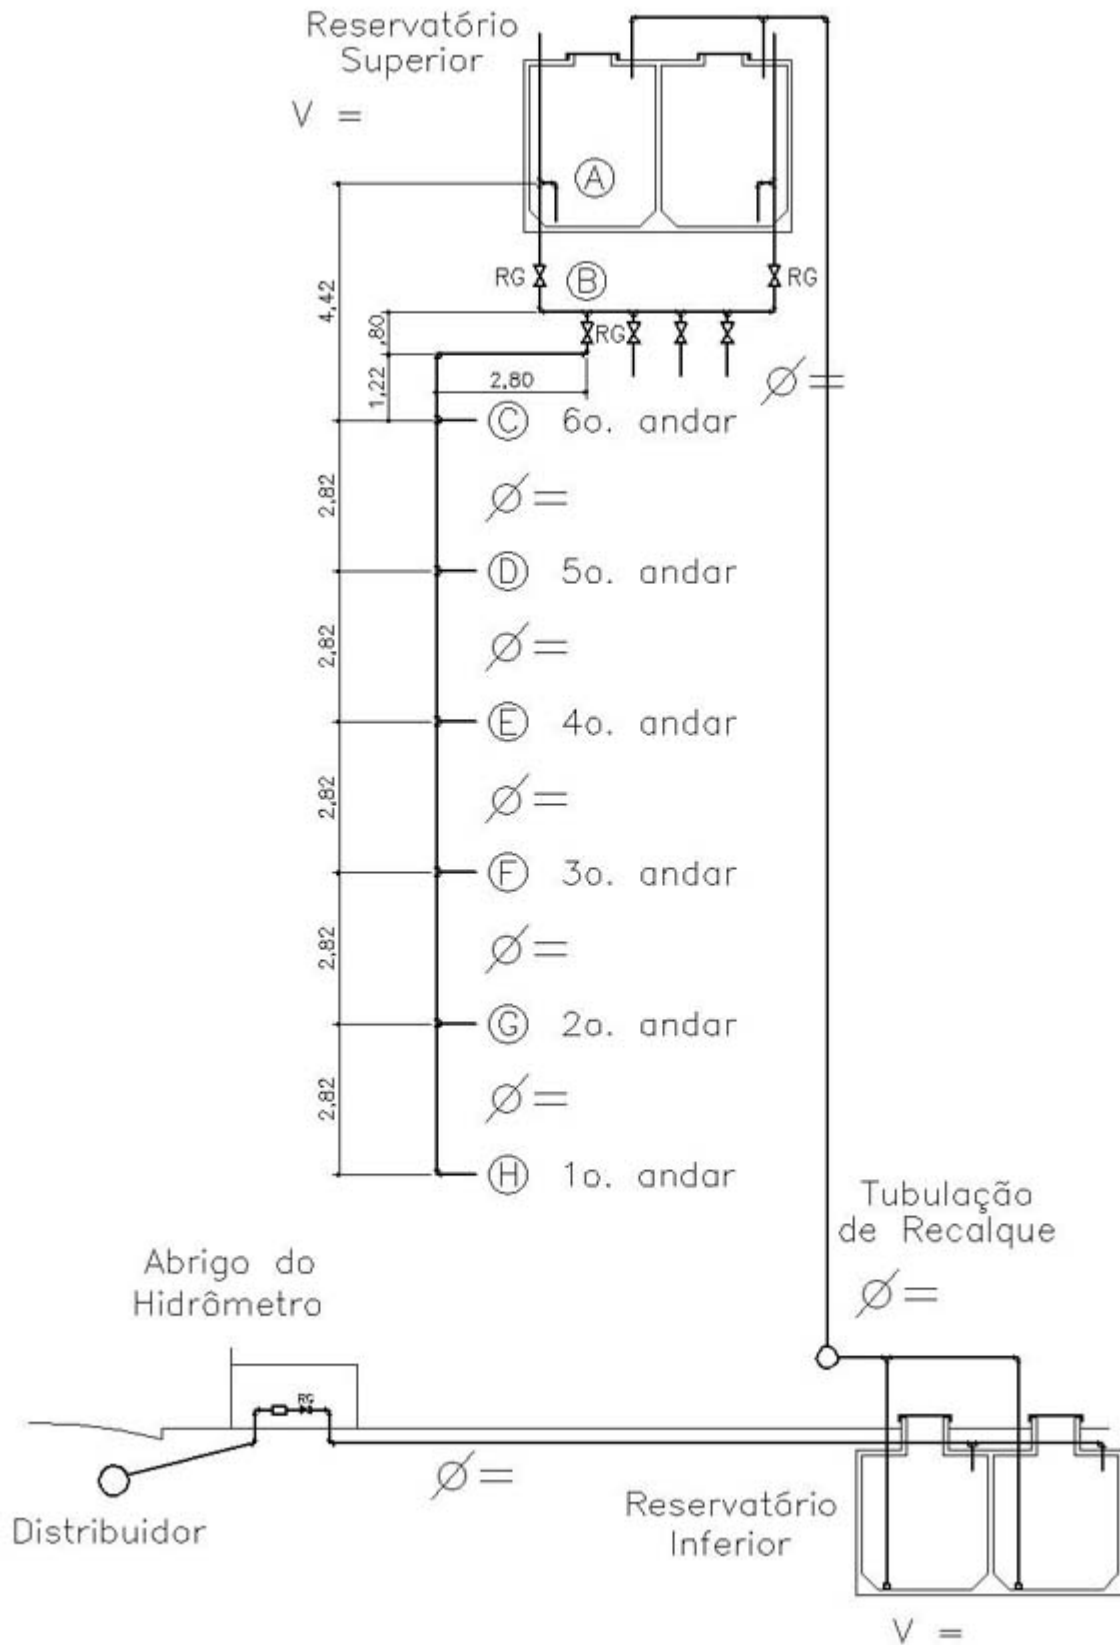 Reservatório
Superior
V =
A
RG
B
RG
4,42
,80
RG
1,22
2,80
Ø =
C 6o. andar
2,82
Ø =
D 5o. andar
2,82
Ø =
E 4o. andar
2,82
Ø =
F 3o. andar
2,82
Ø =
G 2o. andar
2,82
Ø =
H 1o. andar
Tubulação
de Recalque
Ø =
Abrigo do
Hidrômetro
RG
Ø =
Distribuidor
Reservatório
Inferior
V =